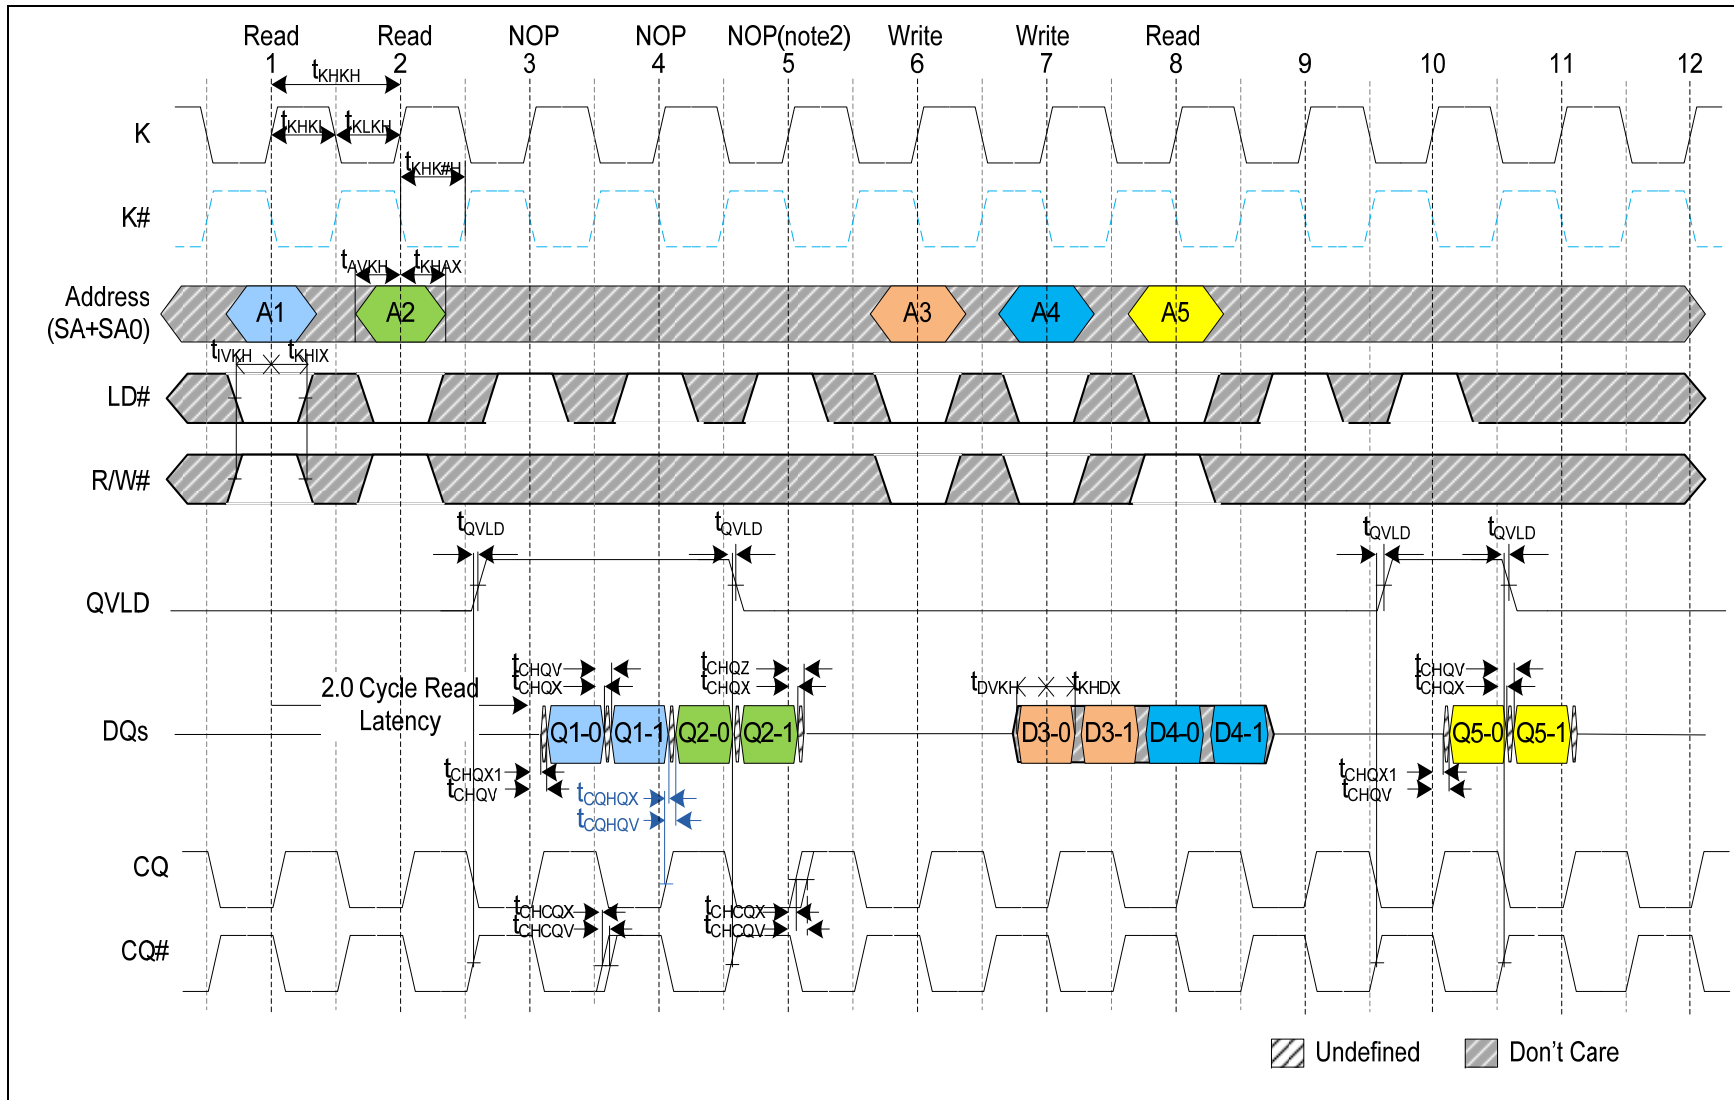 Read Read NOP NOP NOP(note2) Write Write Read
1 2 3 4 5 6 7 8 9 10 11 12
tKHKH
K
tKHKL tKLKH
tKHK#H
K#
tAVKH tKHAX
Address
(SA+SA0)
A1 A2 A3 A4 A5
tIVKH tKHIX
LD#
R/W#
tQVLD tQVLD tQVLD tQVLD
QVLD
tCHQV tCHQZ tCHQV
tCHQX tCHQX tDVKH tKHDX tCHQX
2.0 Cycle Read
Latency
DQs
Q1-0 Q1-1 Q2-0 Q2-1 D3-0 D3-1 D4-0 D4-1 Q5-0 Q5-1
tCHQX1 tCHQX1
tCHQV tCHQV
tCQHQX
tCQHQV
CQ
tCHCQX tCHCQX
tCHCQV tCHCQV
CQ#
Undefined Don't Care